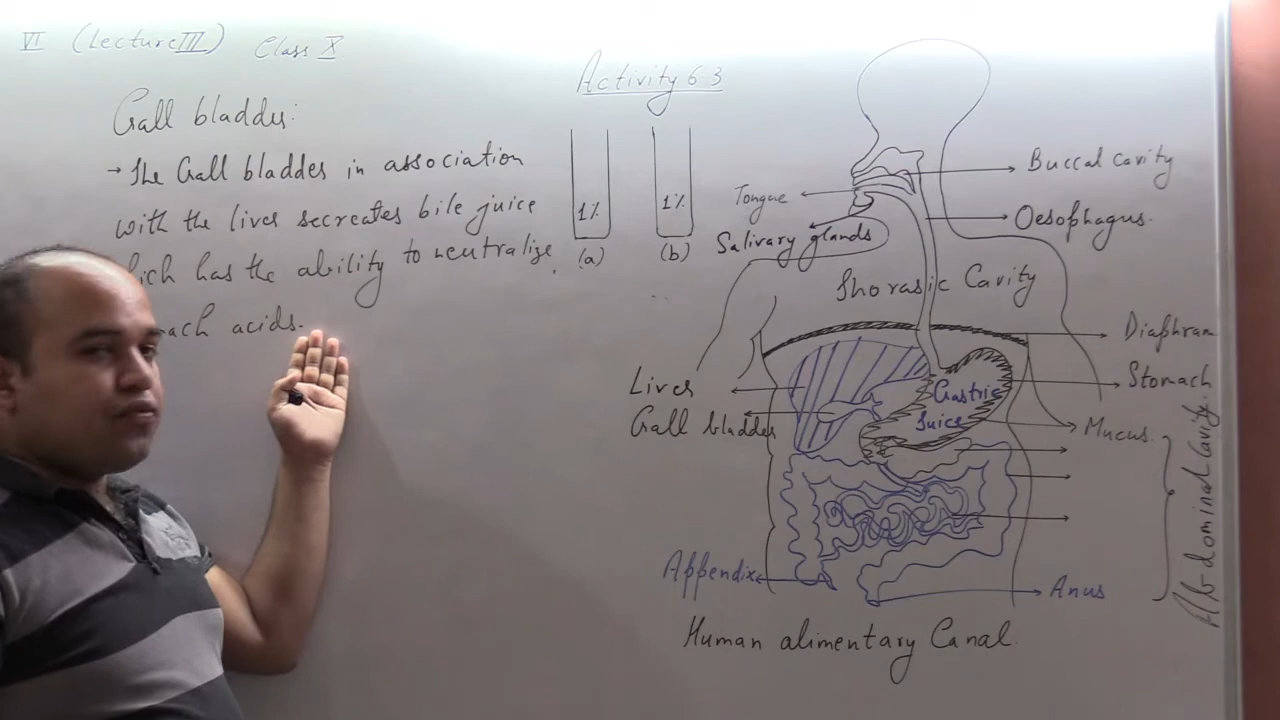 VI (Lecture III) Class X
Gall bladder:
→ The Gall bladder in association
with the liver secreates bile juice
hich has the ability to neutralize
ach acids.
Activity 6.3
1% 1%
(a) (b)
Buccal cavity
Tongue
Oesophagus.
Salivary glands
Thorasic Cavity
Diaphram
Liver
Stomach
Gastric
Juice
Gall bladder
Mucus
Abdominal Cavity.
Appendix
Anus
Human alimentary Canal.